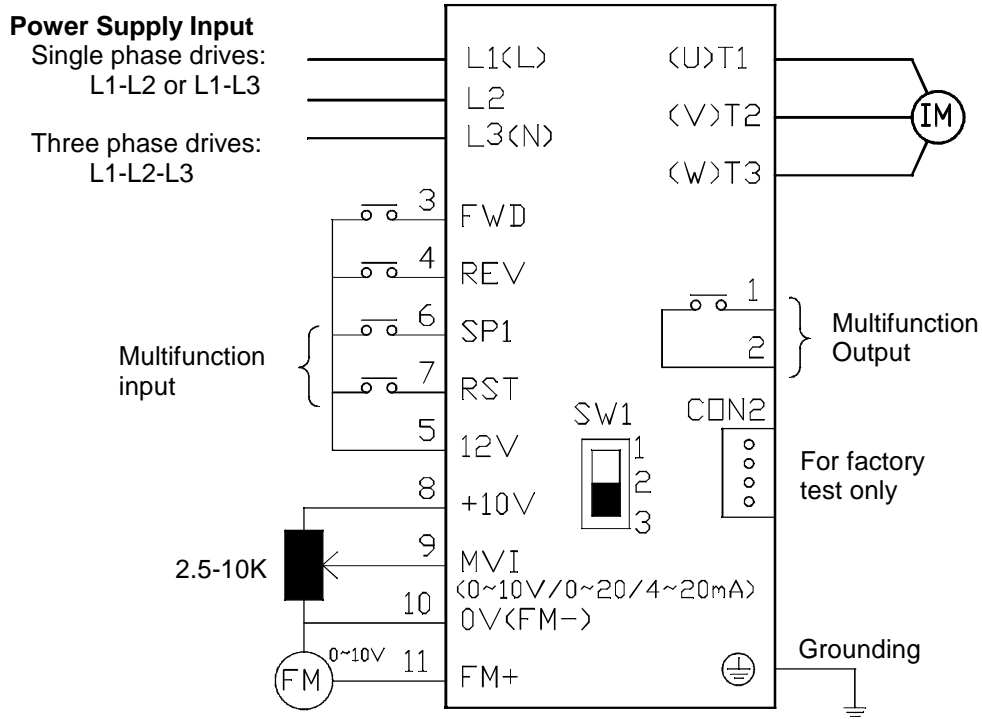 Power Supply Input
Single phase drives:
L1-L2 or L1-L3
Three phase drives:
L1-L2-L3
L1(L)
L2
L3(N)
(U)T1
(V)T2
(W)T3
IM
3 FWD
4 REV
6 SP1
7 RST
5 12V
Multifunction
input
8 +10V
9 MVI
(0~10V/0~20/4~20mA)
10 0V(FM-)
11 FM+
2.5-10K
FM
0~10V
1
2
Multifunction
Output
SW1
1
2
3
CON2
For factory
test only
Grounding